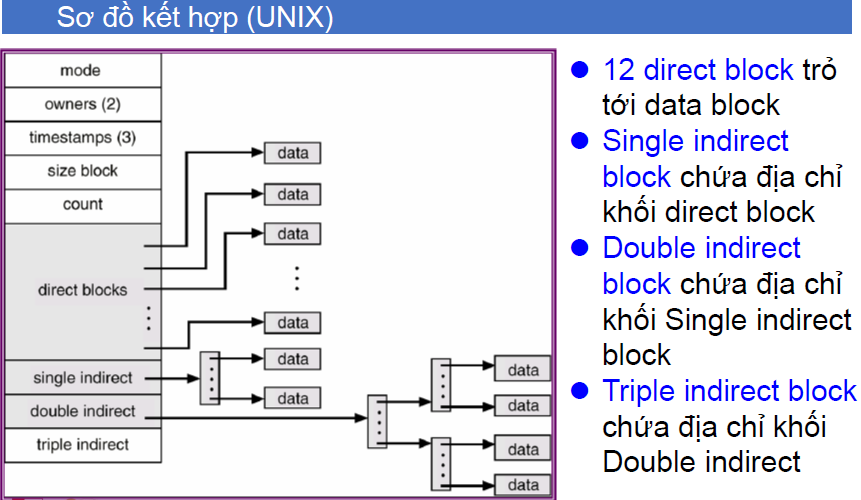 Sơ đồ kết hợp (UNIX)
mode
owners (2)
timestamps (3)
size block
count
direct blocks
single indirect
double indirect
triple indirect
data
data
data
data
data
data
data
data
data
data
12 direct block trỏ
tới data block
Single indirect
block chứa địa chỉ
khối direct block
Double indirect
block chứa địa chỉ
khối Single indirect
block
Triple indirect block
chứa địa chỉ khối
Double indirect